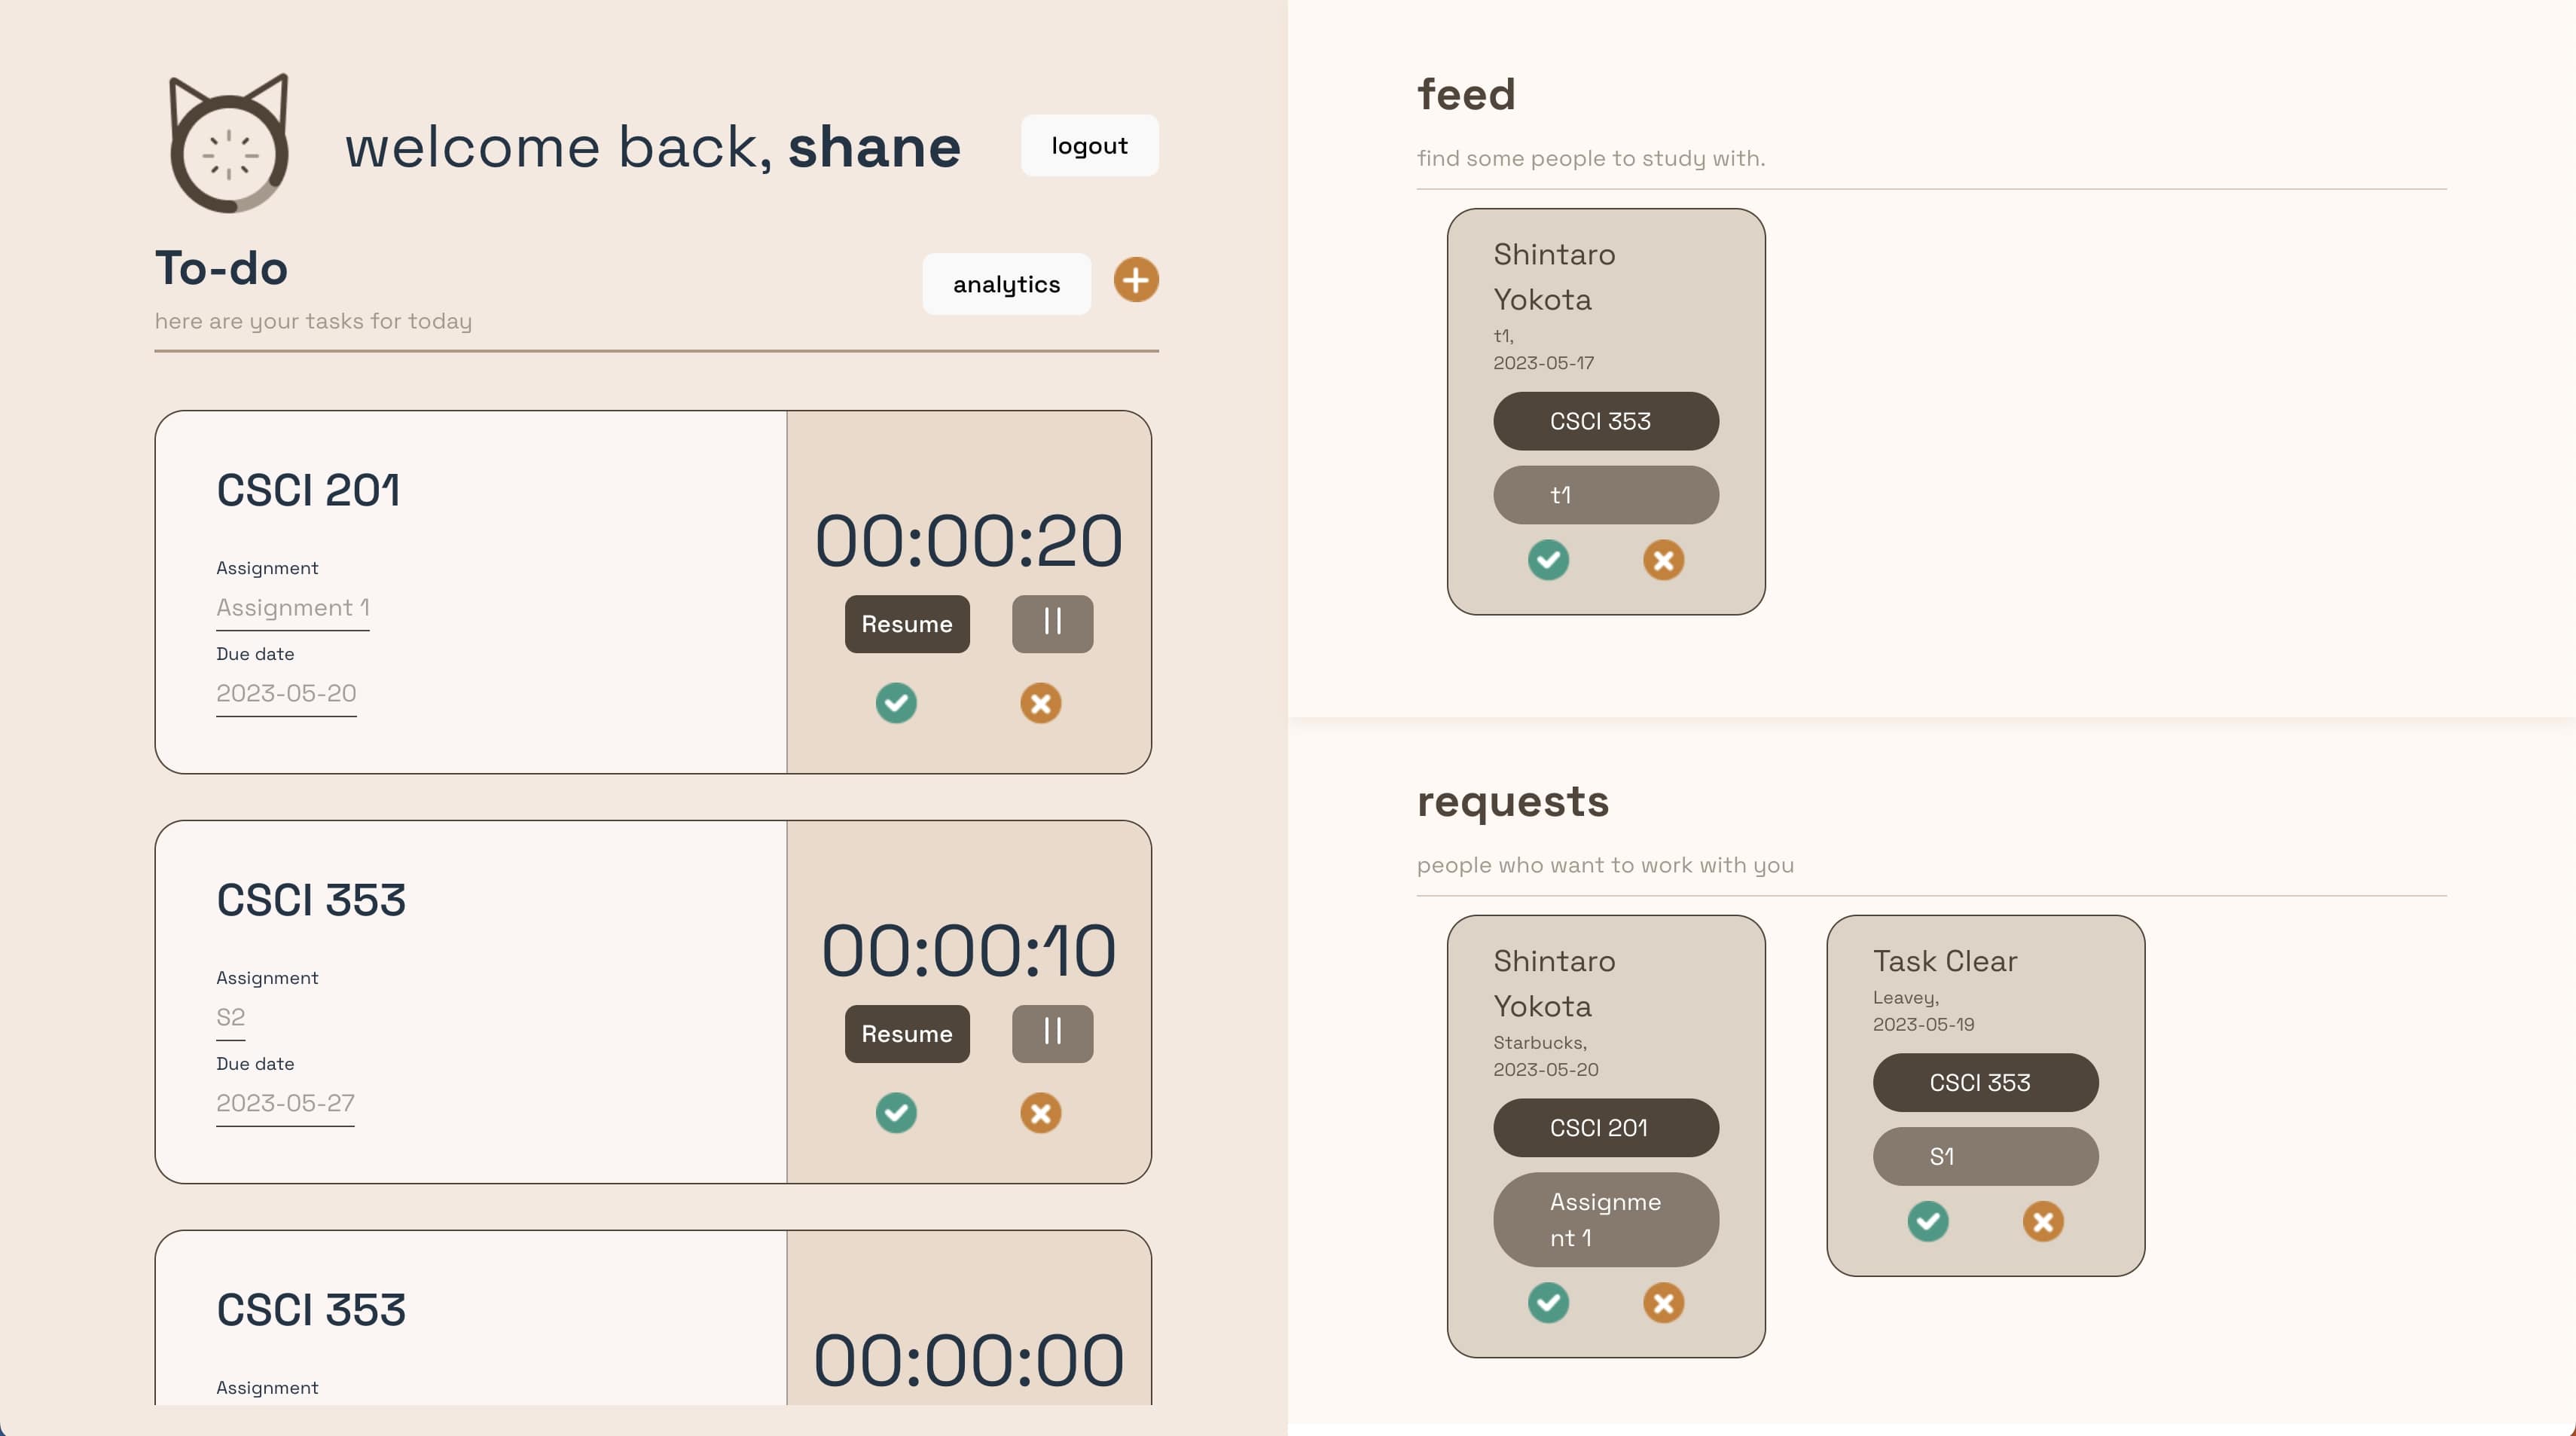 welcome back, shane
logout
To-do
analytics
here are your tasks for today
CSCI 201
Assignment
Assignment 1
Due date
2023-05-20
00:00:20
Resume
CSCI 353
Assignment
S2
Due date
2023-05-27
00:00:10
Resume
CSCI 353
Assignment
00:00:00
feed
find some people to study with.
Shintaro
Yokota
t1,
2023-05-17
CSCI 353
t1
requests
people who want to work with you
Shintaro
Yokota
Starbucks,
2023-05-20
CSCI 201
Assignme
nt 1
Task Clear
Leavey,
2023-05-19
CSCI 353
S1